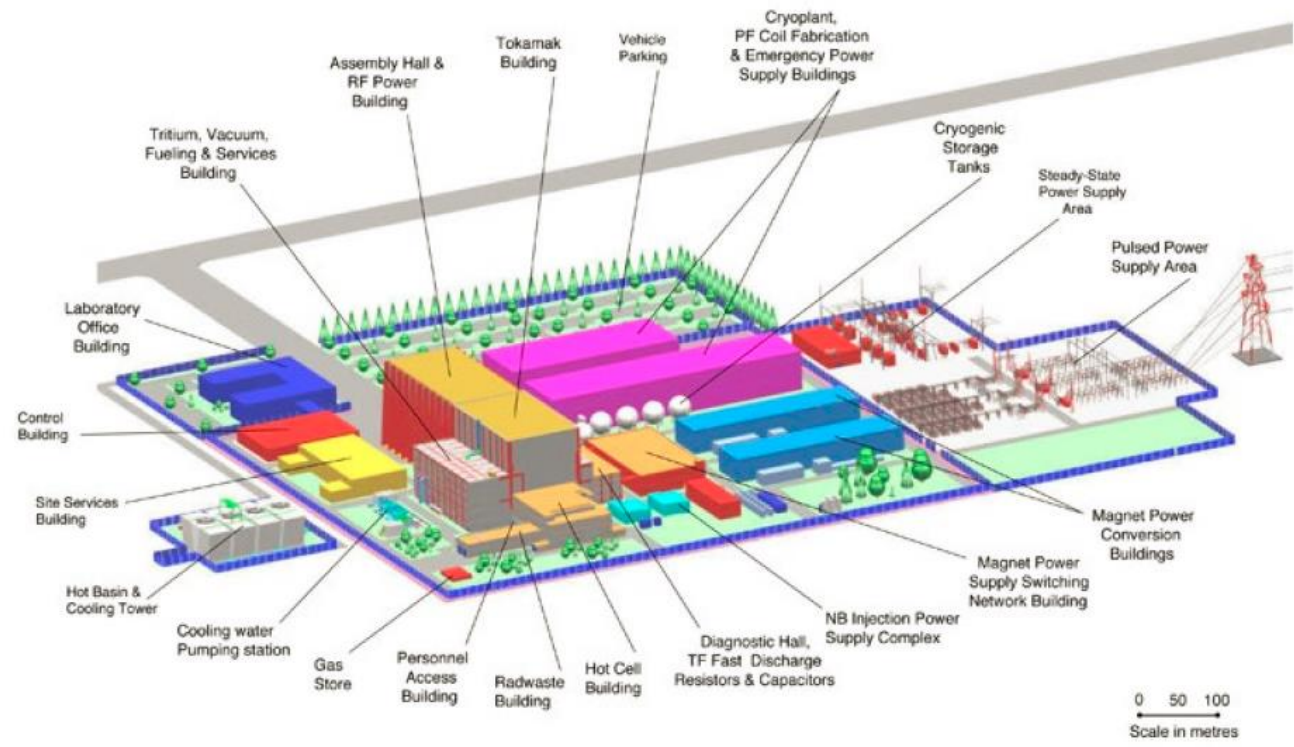 Cryoplant,
PF Coil Fabrication
& Emergency Power
Supply Buildings
Tokamak
Building
Vehicle
Parking
Assembly Hall &
RF Power
Building
Tritium, Vacuum,
Fueling & Services
Building
Cryogenic
Storage
Tanks
Steady-State
Power Supply
Area
Pulsed Power
Supply Area
Laboratory
Office
Building
Control
Building
Site Services
Building
Hot Basin &
Cooling Tower
Cooling water
Pumping station
Gas
Store
Personnel
Access
Building
Radwaste
Building
Hot Cell
Building
Diagnostic Hall,
TF Fast Discharge
Resistors & Capacitors
NB Injection Power
Supply Complex
Magnet Power
Supply Switching
Network Building
Magnet Power
Conversion
Buildings
0 50 100
Scale in metres